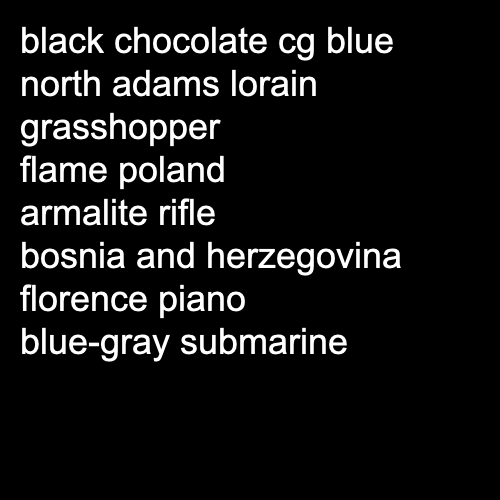 black chocolate cg blue
north adams lorain
grasshopper
flame poland
armalite rifle
bosnia and herzegovina
florence piano
blue-gray submarine